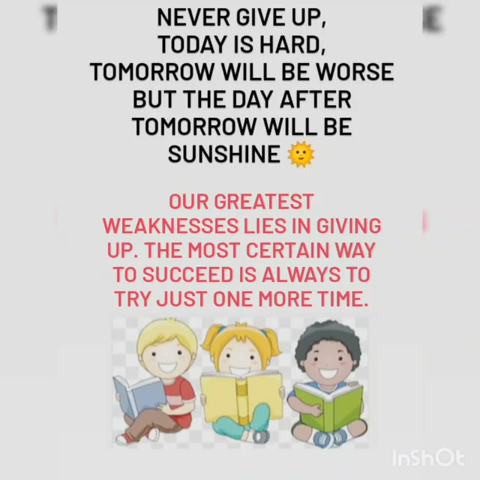 NEVER GIVE UP,
TODAY IS HARD,
TOMORROW WILL BE WORSE
BUT THE DAY AFTER
TOMORROW WILL BE
SUNSHINE 🌞
OUR GREATEST
WEAKNESSES LIES IN GIVING
UP. THE MOST CERTAIN WAY
TO SUCCEED IS ALWAYS TO
TRY JUST ONE MORE TIME.
InShOt